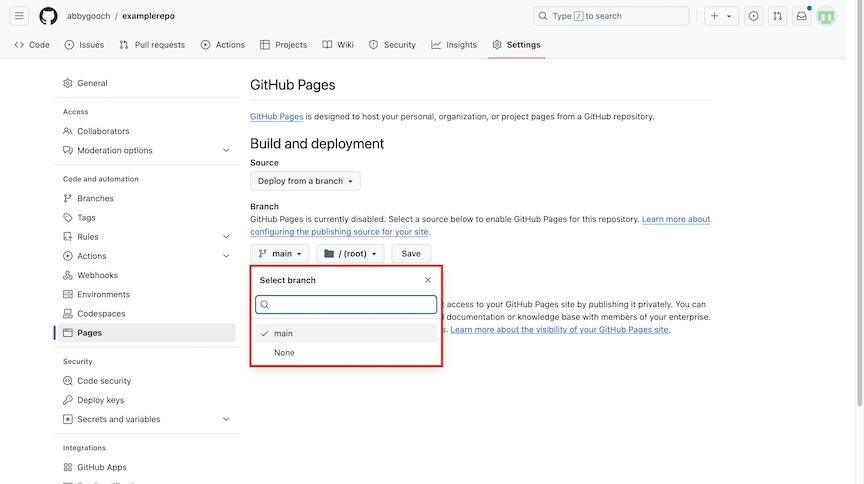 abbygooch / examplerepo
Type / to search
Code Issues Pull requests Actions Projects Wiki Security Insights Settings
General
Access
Collaborators
Moderation options
Code and automation
Branches
Tags
Rules
Actions
Webhooks
Environments
Codespaces
Pages
Security
Code security
Deploy keys
Secrets and variables
Integrations
GitHub Apps
GitHub Pages
GitHub Pages is designed to host your personal, organization, or project pages from a GitHub repository.
Build and deployment
Source
Deploy from a branch
Branch
GitHub Pages is currently disabled. Select a source below to enable GitHub Pages for this repository. Learn more about
configuring the publishing source for your site.
main / (root) Save
Select branch
main
None
access to your GitHub Pages site by publishing it privately. You can
documentation or knowledge base with members of your enterprise.
Learn more about the visibility of your GitHub Pages site.